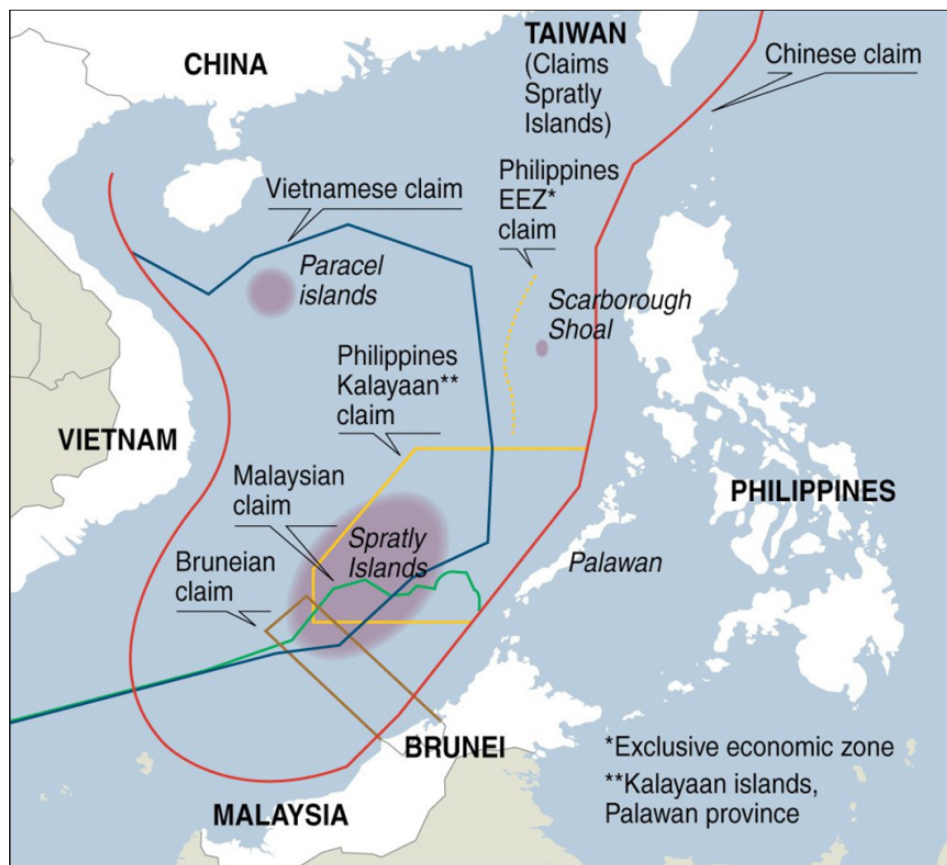 CHINA
TAIWAN
(Claims
Spratly
Islands)
Chinese claim
Vietnamese claim
Philippines
EEZ*
claim
Paracel
islands
Scarborough
Shoal
Philippines
Kalayaan**
claim
VIETNAM
Malaysian
claim
PHILIPPINES
Spratly
Islands
Bruneian
claim
Palawan
BRUNEI
MALAYSIA
*Exclusive economic zone
**Kalayaan islands,
Palawan province